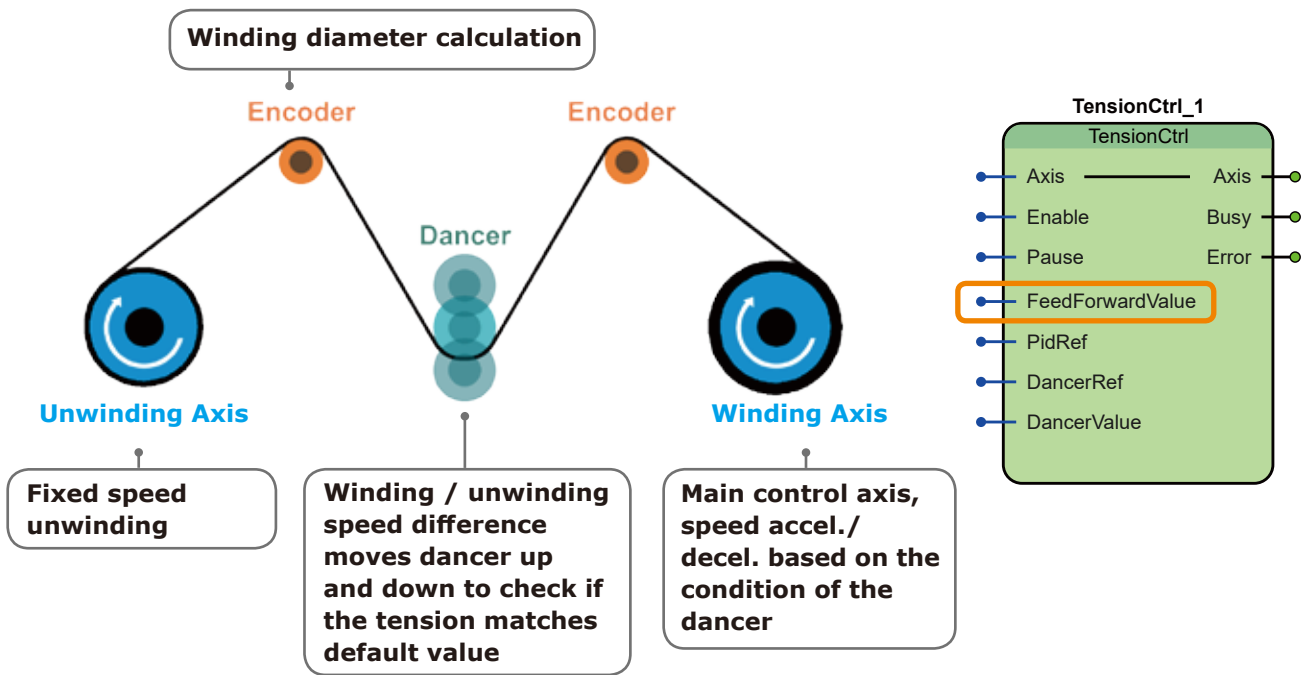 Winding diameter calculation
Encoder
Encoder
Dancer
Unwinding Axis
Winding Axis
Fixed speed
unwinding
Winding / unwinding
speed difference
moves dancer up
and down to check if
the tension matches
default value
Main control axis,
speed accel./
decel. based on the
condition of the
dancer
TensionCtrl_1
TensionCtrl
Axis Axis
Enable Busy
Pause Error
FeedForwardValue
PidRef
DancerRef
DancerValue